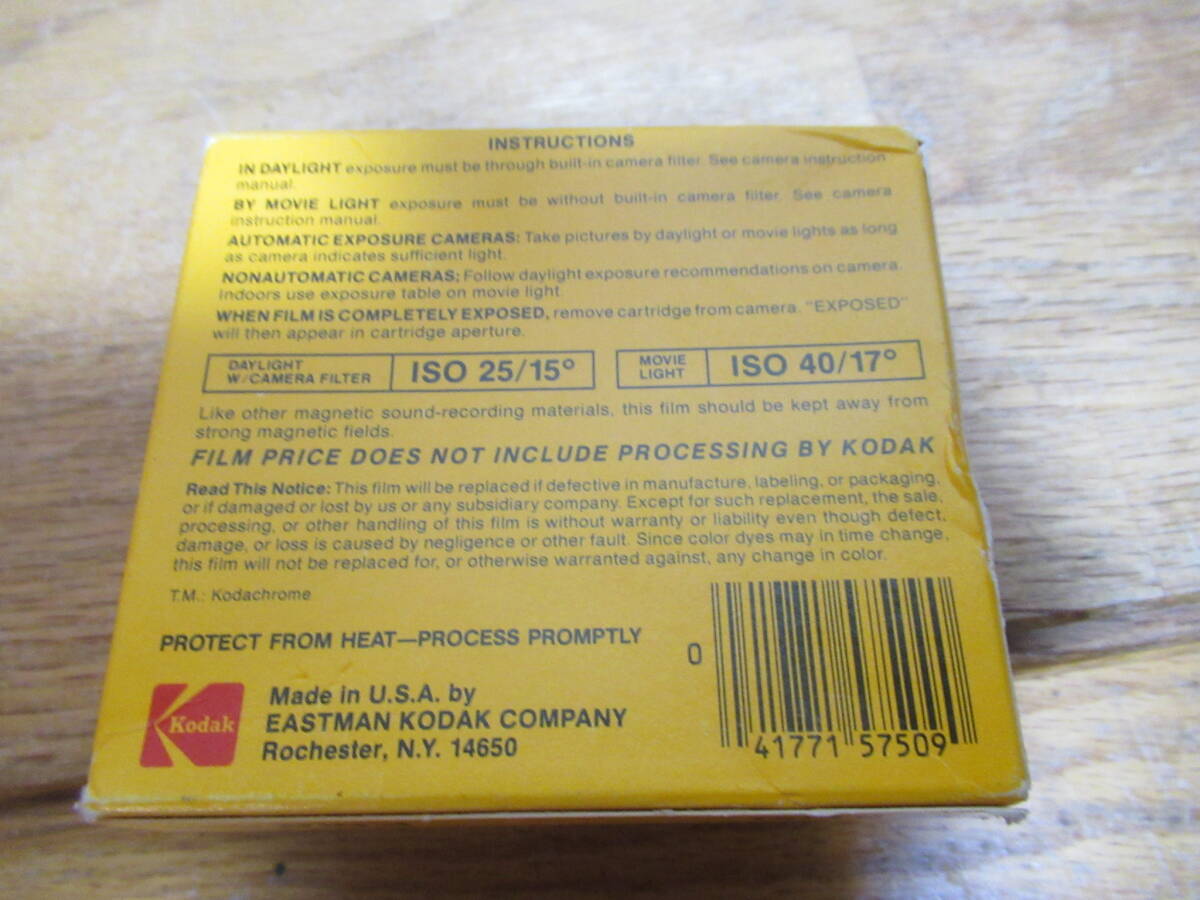 INSTRUCTIONS
IN DAYLIGHT exposure must be through built-in camera filter. See camera instruction
manual.
BY MOVIE LIGHT exposure must be without built-in camera filter. See camera
instruction manual.
AUTOMATIC EXPOSURE CAMERAS: Take pictures by daylight or movie lights as long
as camera indicates sufficient light.
NONAUTOMATIC CAMERAS; Follow daylight exposure recommendations on camera.
Indoors use exposure table on movie light.
WHEN FILM IS COMPLETELY EXPOSED, remove cartridge from camera. "EXPOSED"
will then appear in cartridge aperture.
DAYLIGHT
W/CAMERA FILTER
ISO 25/15°
MOVIE
LIGHT
ISO 40/17°
Like other magnetic sound-recording materials, this film should be kept away from
strong magnetic fields.
FILM PRICE DOES NOT INCLUDE PROCESSING BY KODAK
Read This Notice: This film will be replaced if defective in manufacture, labeling, or packaging,
or if damaged or lost by us or any subsidiary company. Except for such replacement, the sale,
processing, or other handling of this film is without warranty or liability even though defect,
damage, or loss is caused by negligence or other fault. Since color dyes may in time change,
this film will not be replaced for, or otherwise warranted against, any change in color.
T.M.: Kodachrome
PROTECT FROM HEAT—PROCESS PROMPTLY
Kodak
Made in U.S.A. by
EASTMAN KODAK COMPANY
Rochester, N.Y. 14650
0 41771 57509